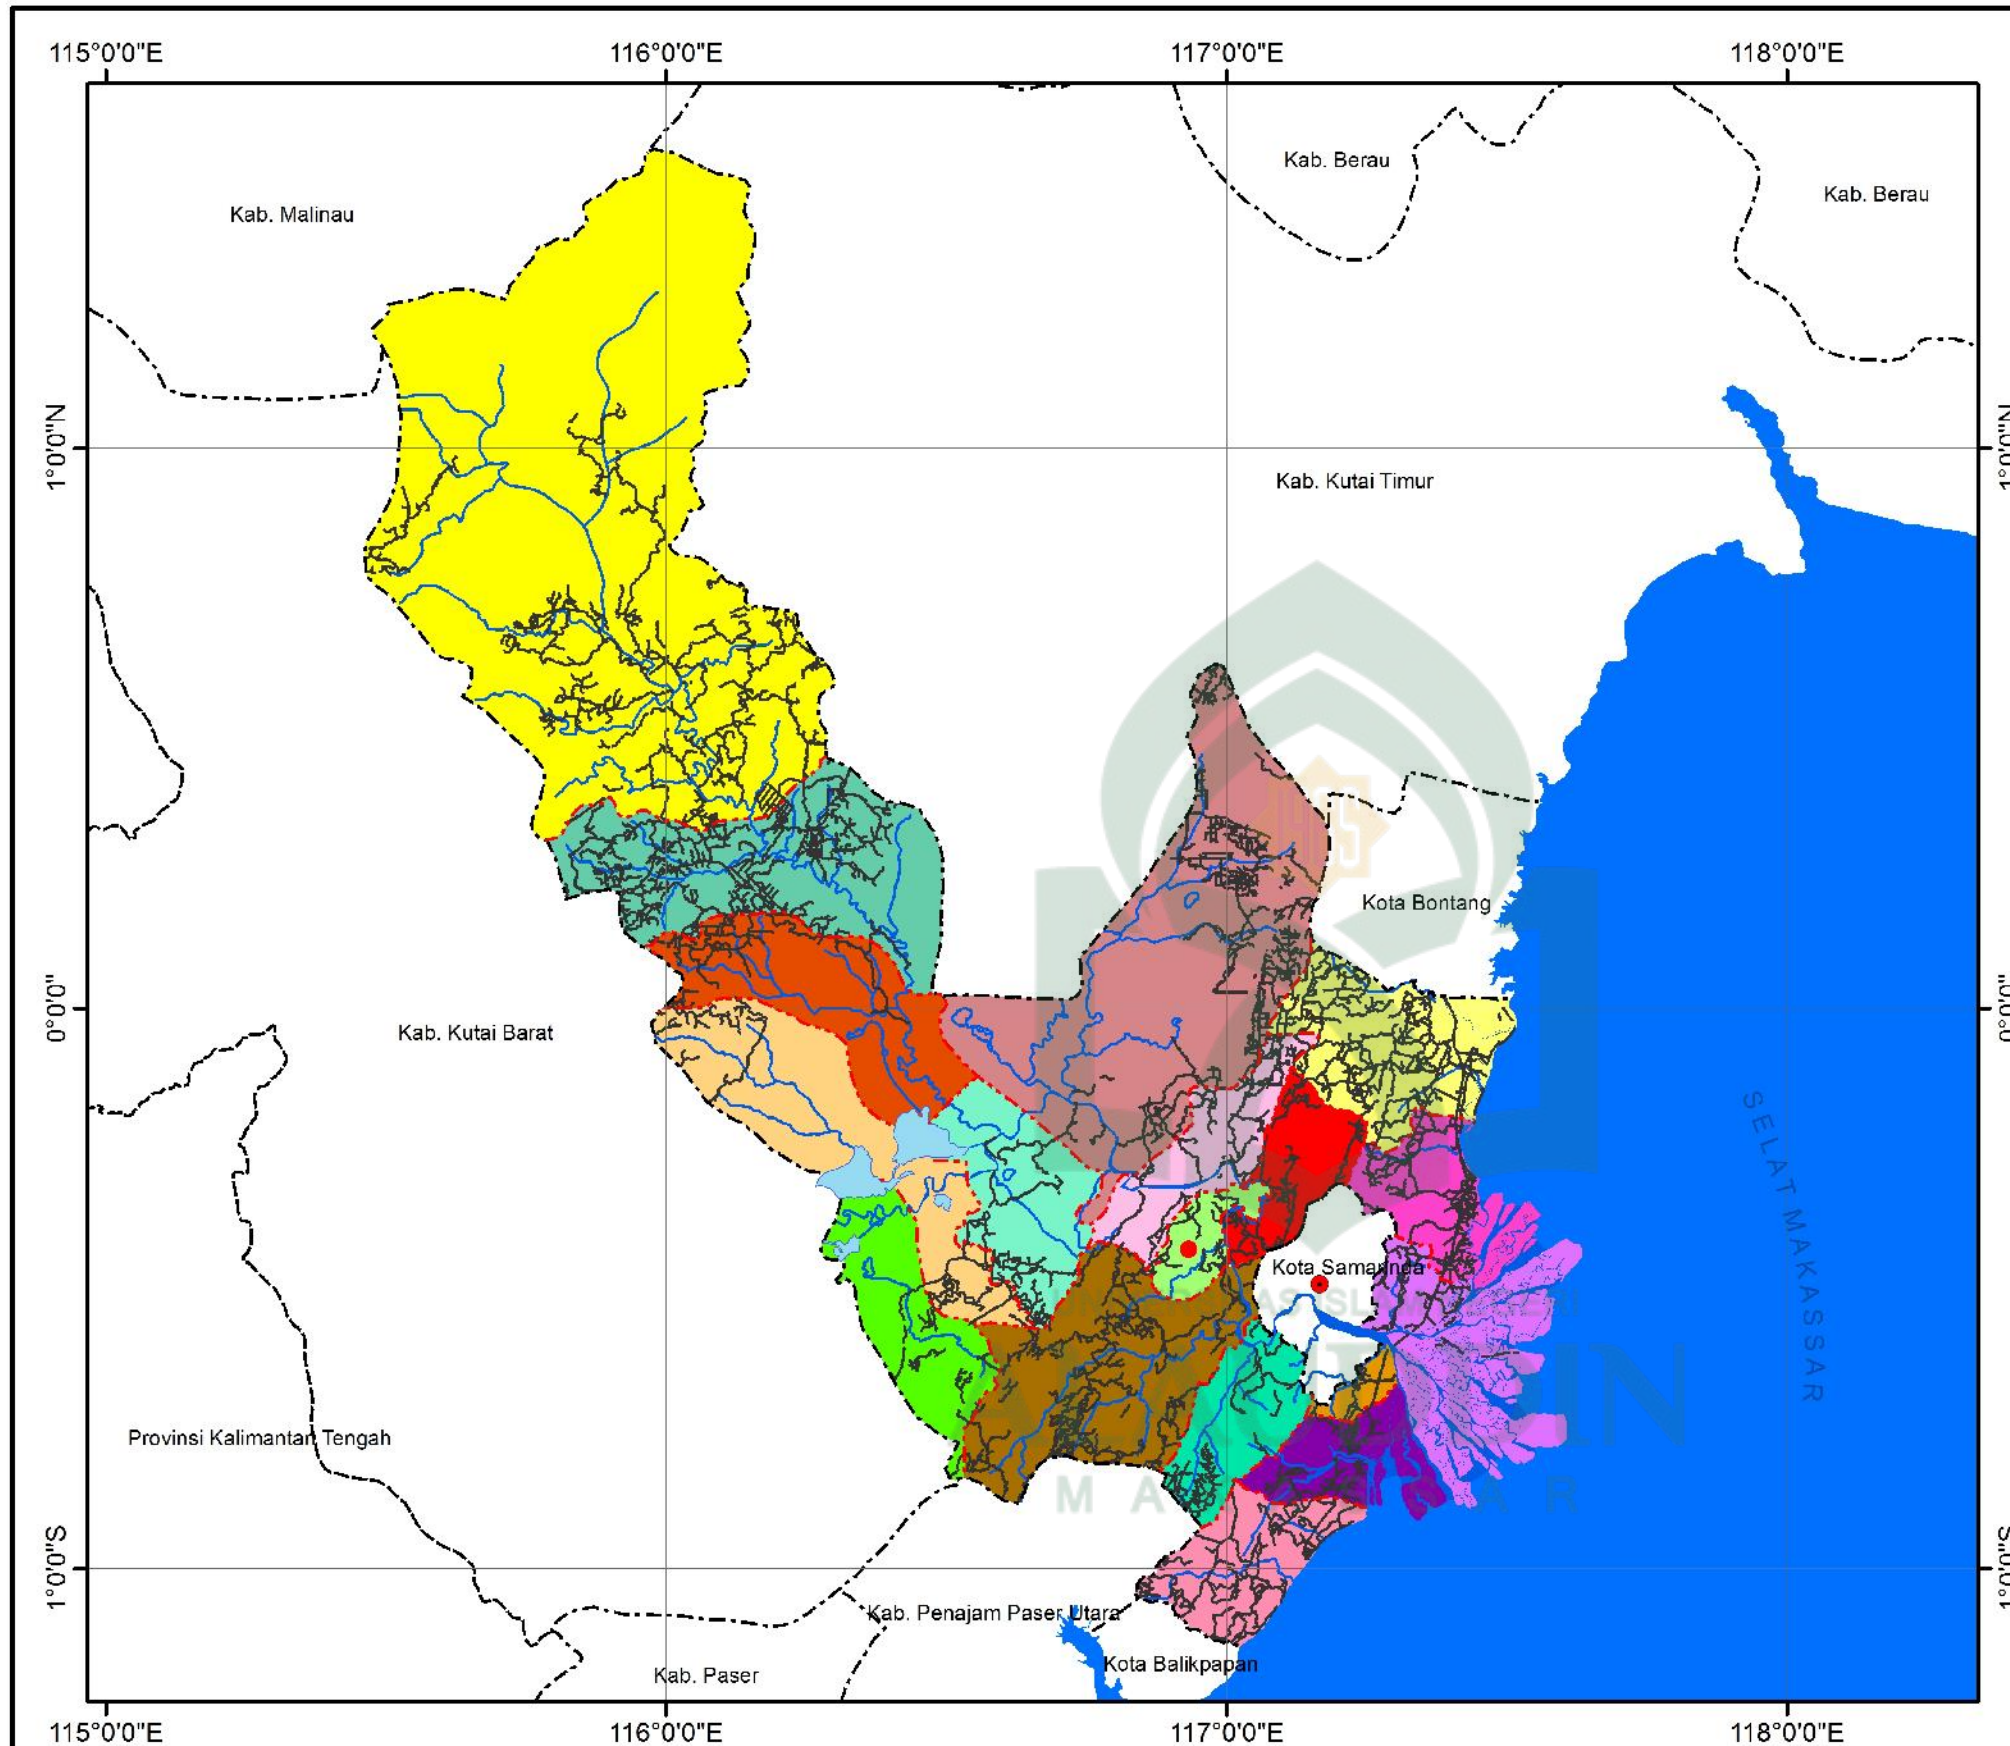 115°0'0"E 116°0'0"E 117°0'0"E 118°0'0"E
Kab. Berau
Kab. Berau
Kab. Malinau
1°0'0"N
1°0'0"N
Kab. Kutai Timur
Kota Bontang
0°0'0"
0°0'0"
Kab. Kutai Barat
SELAT MAKASSAR
Kota Samarinda
Provinsi Kalimantan Tengah
M A
A R
1°0'0"S
1°0'0"S
Kab. Penajam Paser Utara
Kota Balikpapan
Kab. Paser
115°0'0"E 116°0'0"E 117°0'0"E 118°0'0"E